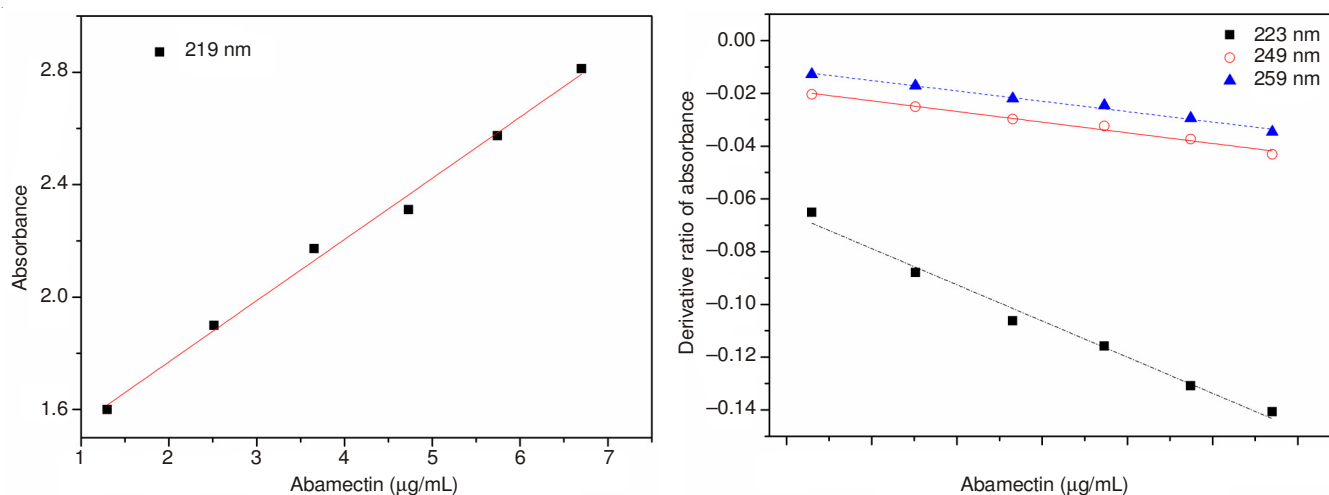 219 nm
2.8
2.4
2.0
1.6
Absorbance
1 2 3 4 5 6 7
Abamectin (μg/mL)
223 nm
249 nm
259 nm
0.00
–0.02
–0.04
–0.06
–0.08
–0.10
–0.12
–0.14
Derivative ratio of absorbance
Abamectin (μg/mL)